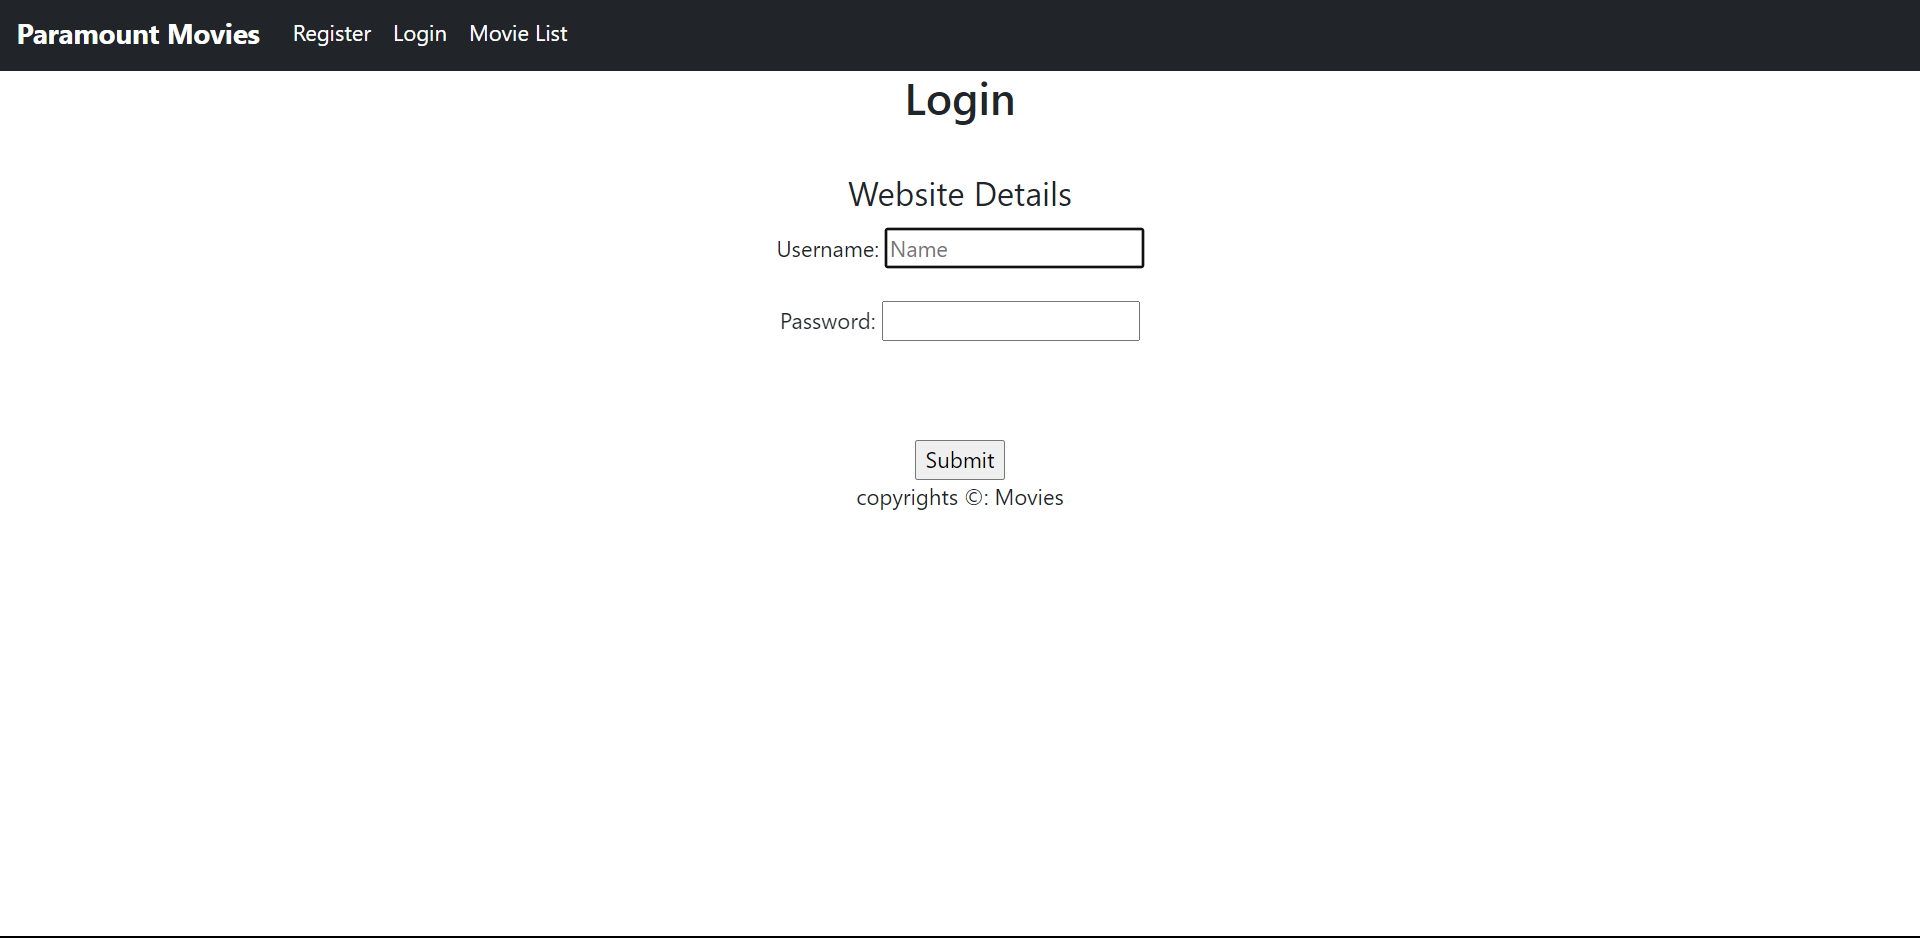 Paramount Movies Register Login Movie List
Login
Website Details
Username: Name
Password:
Submit
copyrights ©: Movies